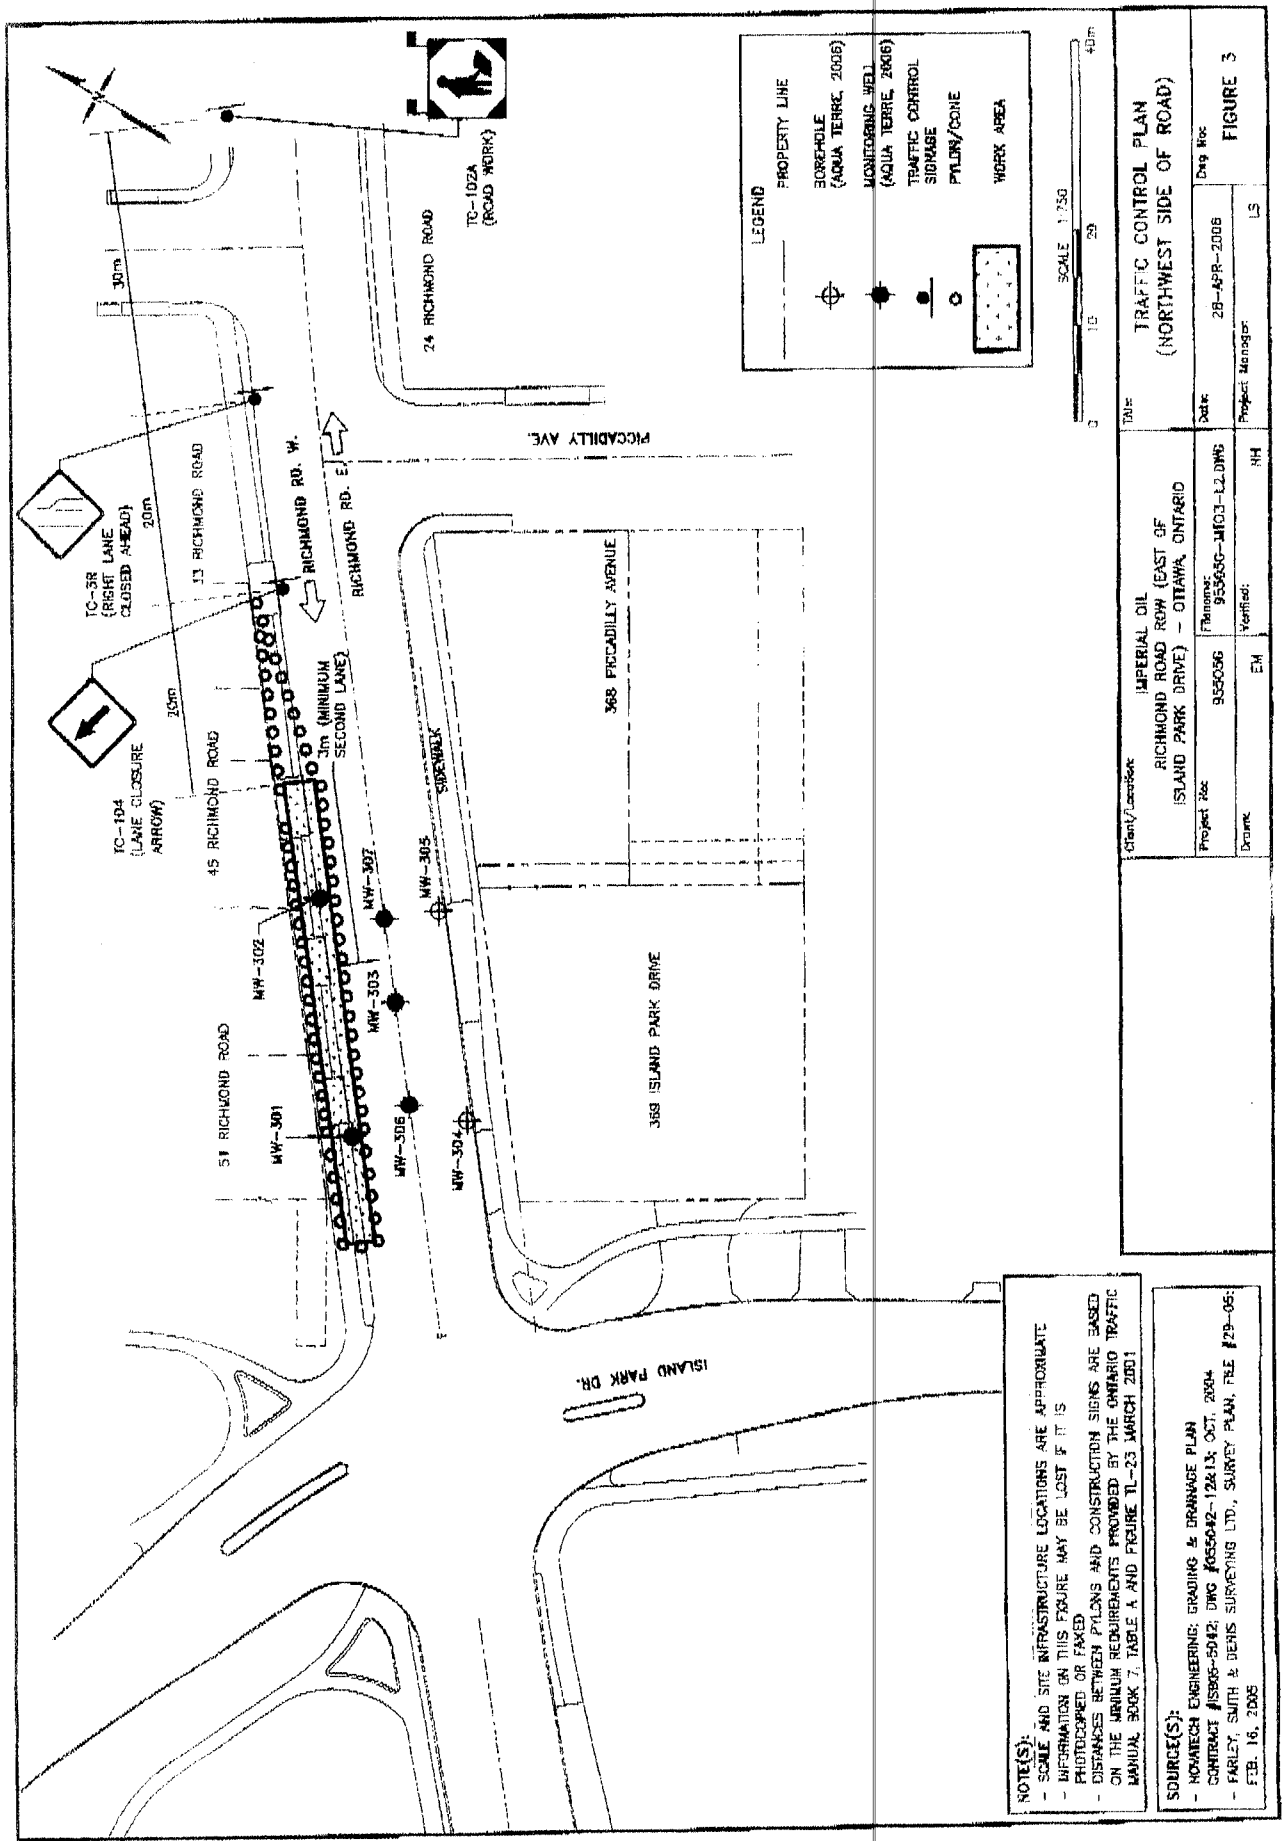 TC-104
(LANE CLOSURE
ARROW)
TC-3R
(RIGHT LANE
CLOSED AHEAD)
TC-102A
(ROAD WORK)
20m
20m
30m
51 RICHMOND ROAD
45 RICHMOND ROAD
33 RICHMOND ROAD
24 RICHMOND ROAD
MW-301
MW-302
3m (MINIMUM
SECOND LANE)
RICHMOND RD. W.
RICHMOND RD. E.
MW-306
MW-303
MW-307
MW-304
MW-305
SIDEWALK
PICCADILLY AVE.
ISLAND PARK DR.
369 ISLAND PARK DRIVE
368 PICCADILLY AVENUE
LEGEND
PROPERTY LINE
BOREHOLE
(AQUA TERRE, 2006)
MONITORING WELL
(AQUA TERRE, 2006)
TRAFFIC CONTROL
SIGNAGE
PYLON/CONE
WORK AREA
SCALE 1:750
0 10 20 40m
NOTE(S):
- SCALE AND SITE INFRASTRUCTURE LOCATIONS ARE APPROXIMATE
- INFORMATION ON THIS FIGURE MAY BE LOST IF IT IS
PHOTOCOPIED OR FAXED
- DISTANCES BETWEEN PYLONS AND CONSTRUCTION SIGNS ARE BASED
ON THE MINIMUM REQUIREMENTS PROVIDED BY THE ONTARIO TRAFFIC
MANUAL BOOK 7, TABLE A AND FIGURE TL-23 MARCH 2001
SOURCE(S):
- NOVATECH ENGINEERING; GRADING & DRAINAGE PLAN
CONTRACT #ISB05-5042; DWG #055042-12&13; OCT. 2004
- FARLEY, SMITH & DENIS SURVEYING LTD., SURVEY PLAN, FILE #29-05;
FEB. 16, 2005
Client/Location:
IMPERIAL OIL
RICHMOND ROAD ROW (EAST OF
ISLAND PARK DRIVE) - OTTAWA, ONTARIO
Title:
TRAFFIC CONTROL PLAN
(NORTHWEST SIDE OF ROAD)
Project No:
Filename:
Date: 28-APR-2006
Dwg No:
FIGURE 3
Drawn: EM
Verified: NH
Project Manager: LS